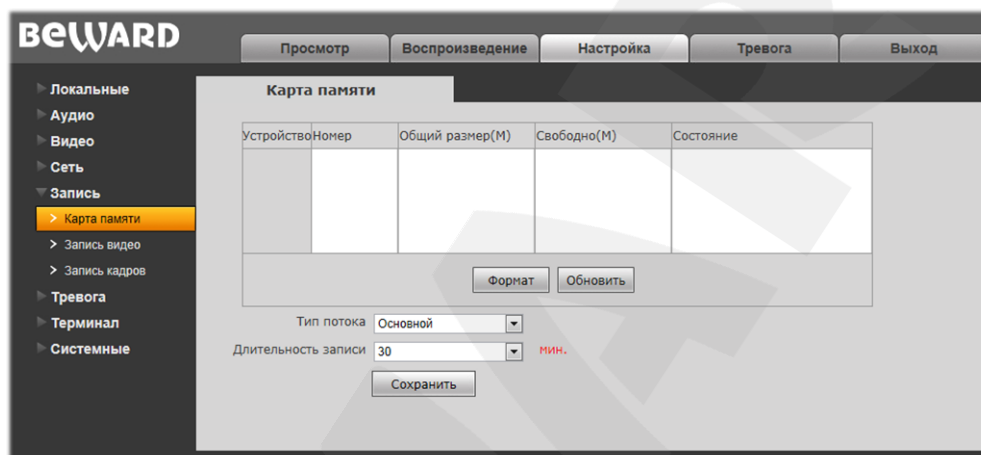 BEWARD
Просмотр Воспроизведение Настройка Тревога Выход
Локальные
Аудио
Видео
Сеть
Запись
Карта памяти
Запись видео
Запись кадров
Тревога
Терминал
Системные
Карта памяти
Устройство Номер Общий размер(М) Свободно(М) Состояние
Формат Обновить
Тип потока Основной
Длительность записи 30 мин.
Сохранить